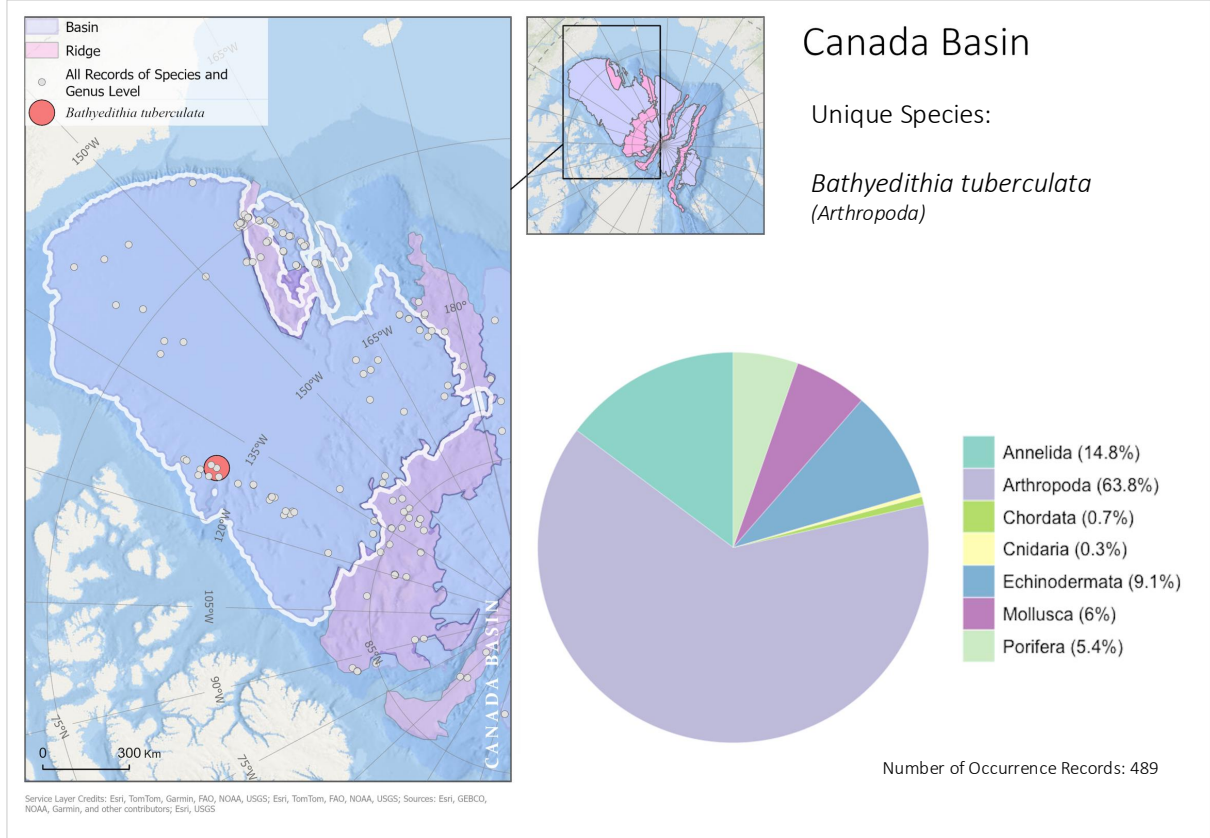 Basin
Ridge
All Records of Species and
Genus Level
Bathyedithia tuberculata
165°W
150°W
180°
165°W
150°W
135°W
120°W
105°W
90°W
85°N
75°N
75°W
0 300 Km
CANADA BASIN
Service Layer Credits: Esri, TomTom, Garmin, FAO, NOAA, USGS; Esri, TomTom, FAO, NOAA, USGS; Sources: Esri, GEBCO,
NOAA, Garmin, and other contributors; Esri, USGS
Canada Basin
Unique Species:
Bathyedithia tuberculata
(Arthropoda)
Annelida (14.8%)
Arthropoda (63.8%)
Chordata (0.7%)
Cnidaria (0.3%)
Echinodermata (9.1%)
Mollusca (6%)
Porifera (5.4%)
Number of Occurrence Records: 489